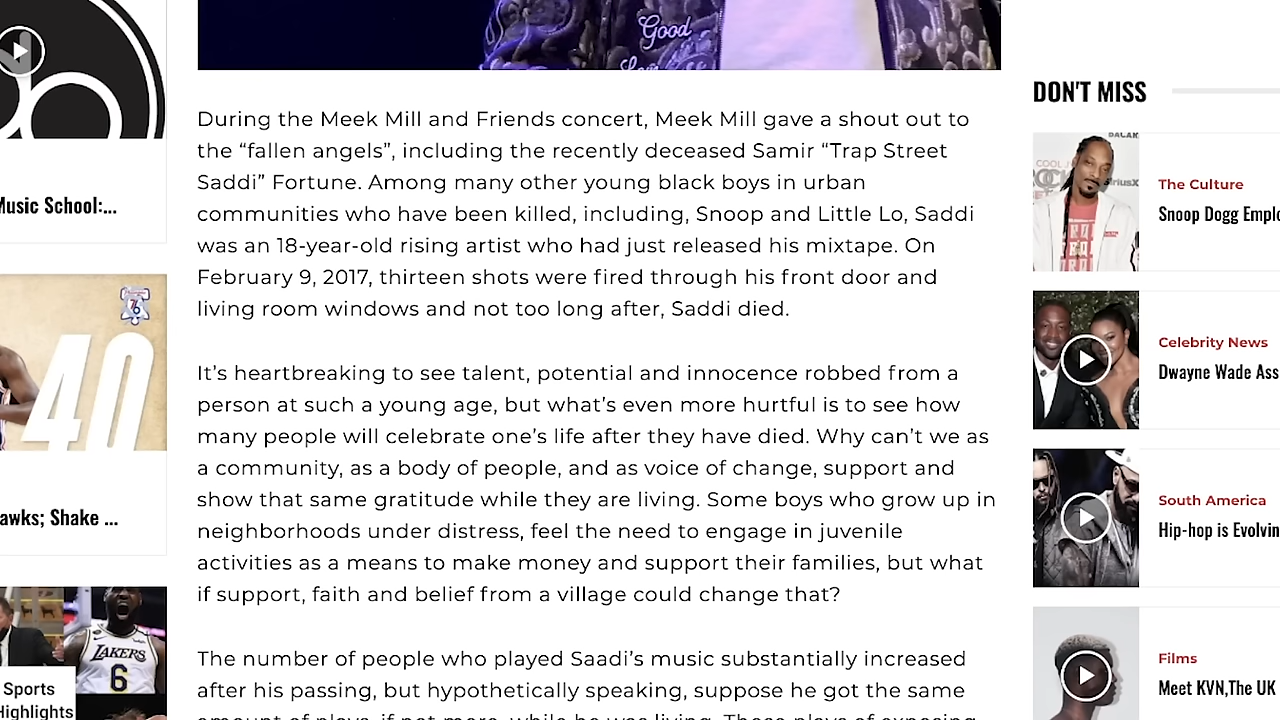 Good
During the Meek Mill and Friends concert, Meek Mill gave a shout out to
the “fallen angels”, including the recently deceased Samir “Trap Street
Saddi” Fortune. Among many other young black boys in urban
communities who have been killed, including, Snoop and Little Lo, Saddi
was an 18-year-old rising artist who had just released his mixtape. On
February 9, 2017, thirteen shots were fired through his front door and
living room windows and not too long after, Saddi died.
It’s heartbreaking to see talent, potential and innocence robbed from a
person at such a young age, but what’s even more hurtful is to see how
many people will celebrate one’s life after they have died. Why can’t we as
a community, as a body of people, and as voice of change, support and
show that same gratitude while they are living. Some boys who grow up in
neighborhoods under distress, feel the need to engage in juvenile
activities as a means to make money and support their families, but what
if support, faith and belief from a village could change that?
The number of people who played Saadi’s music substantially increased
after his passing, but hypothetically speaking, suppose he got the same
Music School:...
40
awks; Shake ...
LAKERS
6
Sports
Highlights
DON'T MISS
The Culture
Snoop Dogg Emplo
Celebrity News
Dwayne Wade Ass
South America
Hip-hop is Evolvin
Films
Meet KVN,The UK